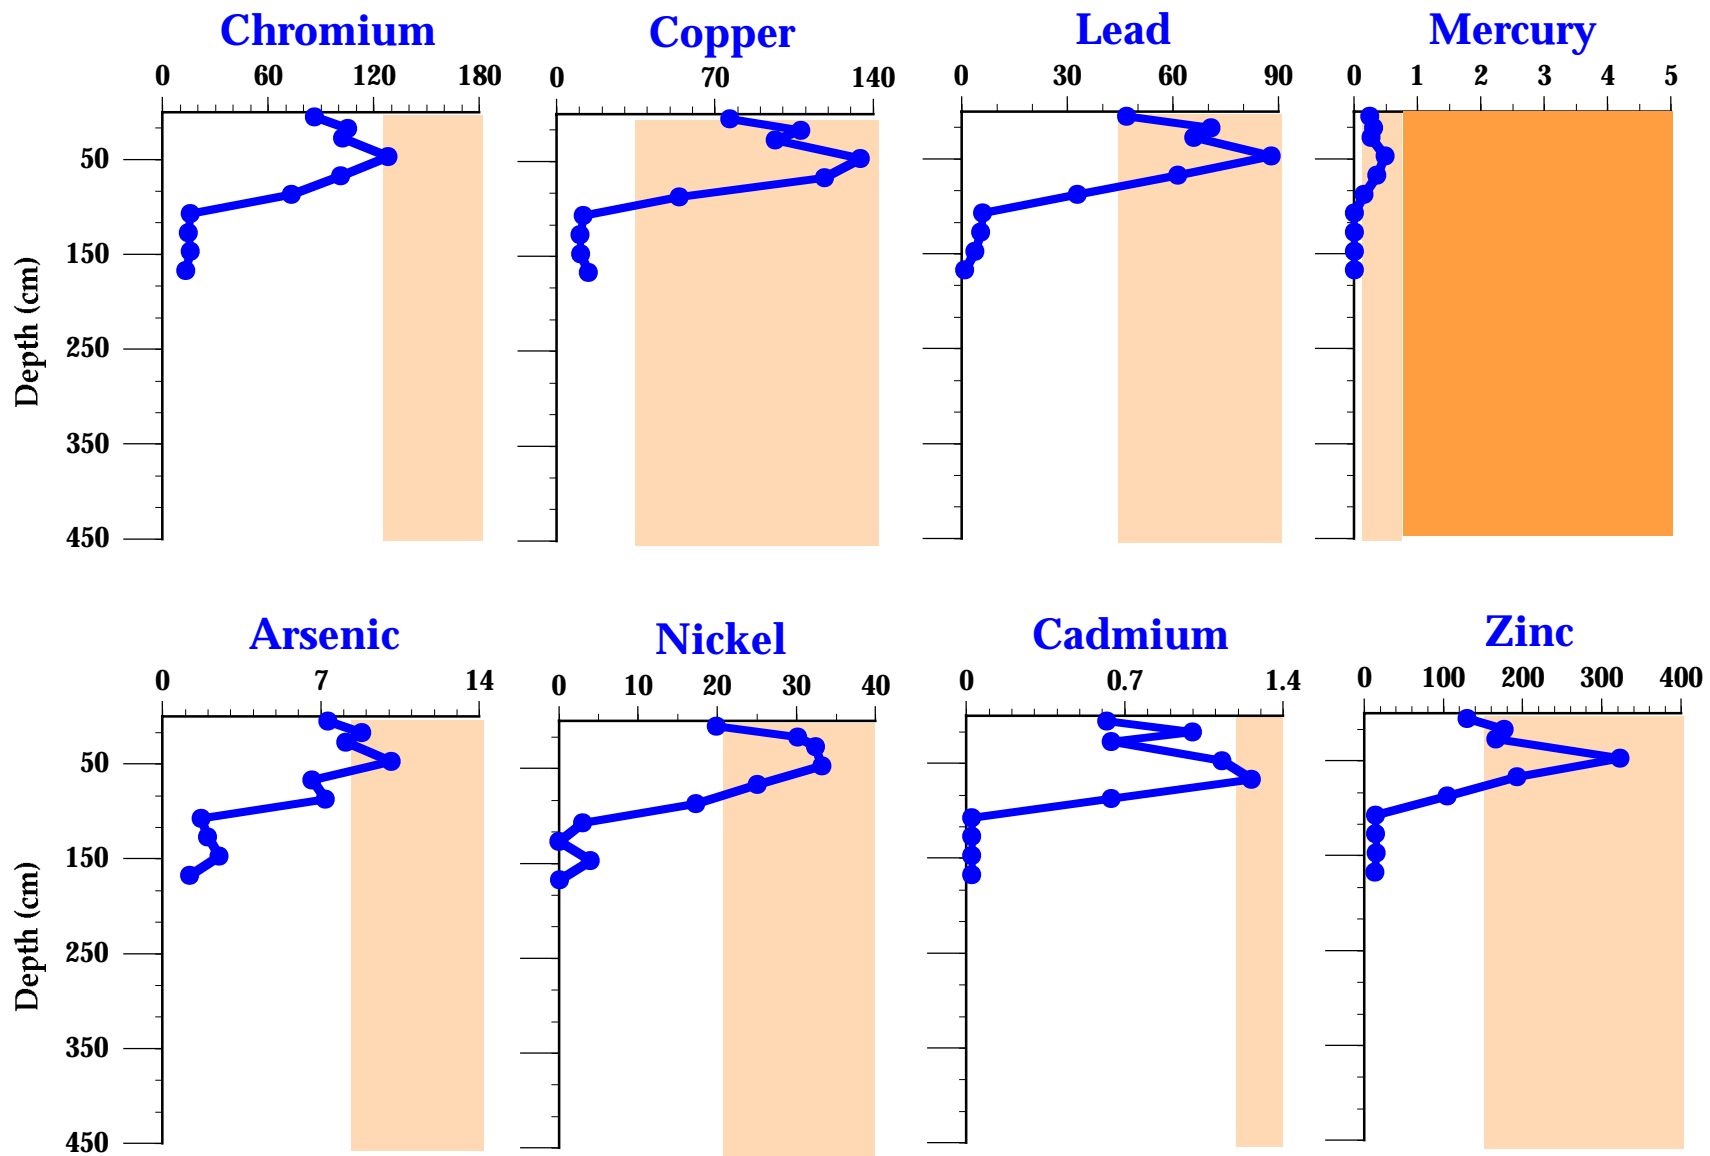 Chromium Copper Lead Mercury
0 60 120 180 0 70 140 0 30 60 90 0 1 2 3 4 5
50
150
250
350
450
Depth (cm)
Arsenic Nickel Cadmium Zinc
0 7 14 0 10 20 30 40 0 0.7 1.4 0 100 200 300 400
50
150
250
350
450
Depth (cm)